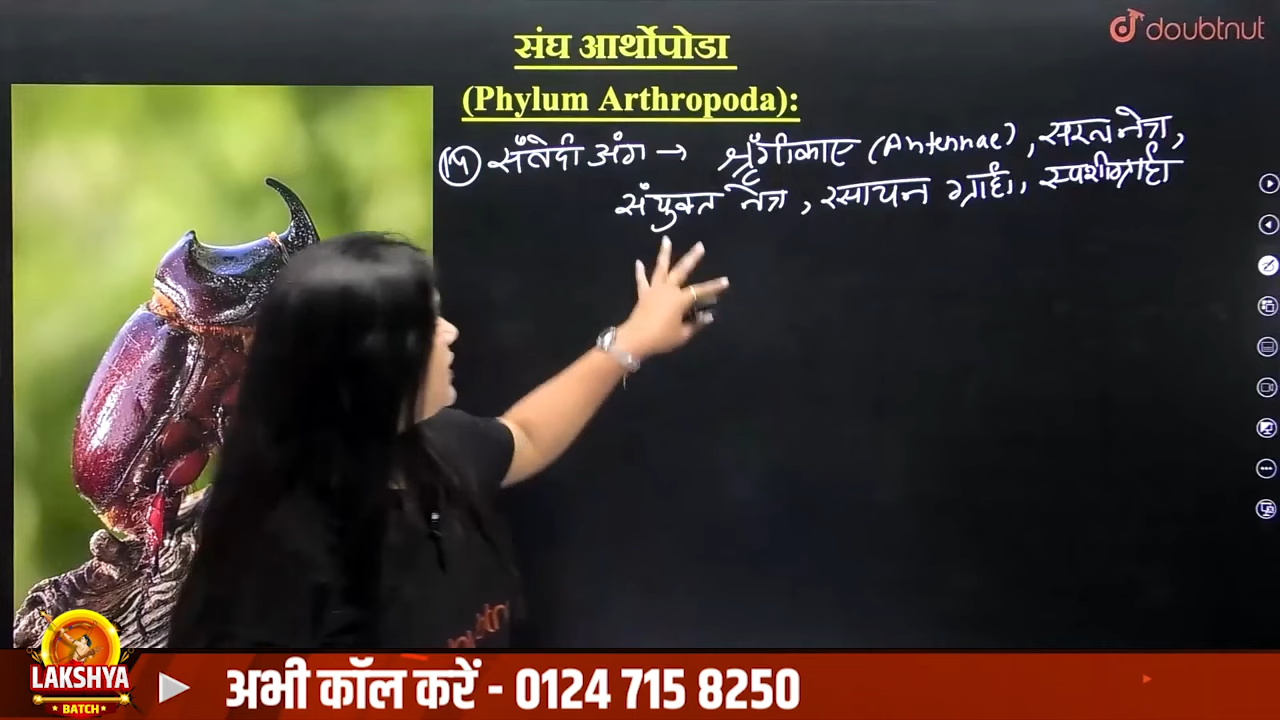 doubtnut
संघ आर्थोपोडा
(Phylum Arthropoda):
14 संवेदी अंग → श्रृंगीकाए (Antennae), सरल नेत्र,
संयुक्त नेत्र, रसायन ग्राही, स्पर्शग्राही
LAKSHYA
BATCH
अभी कॉल करें - 0124 715 8250